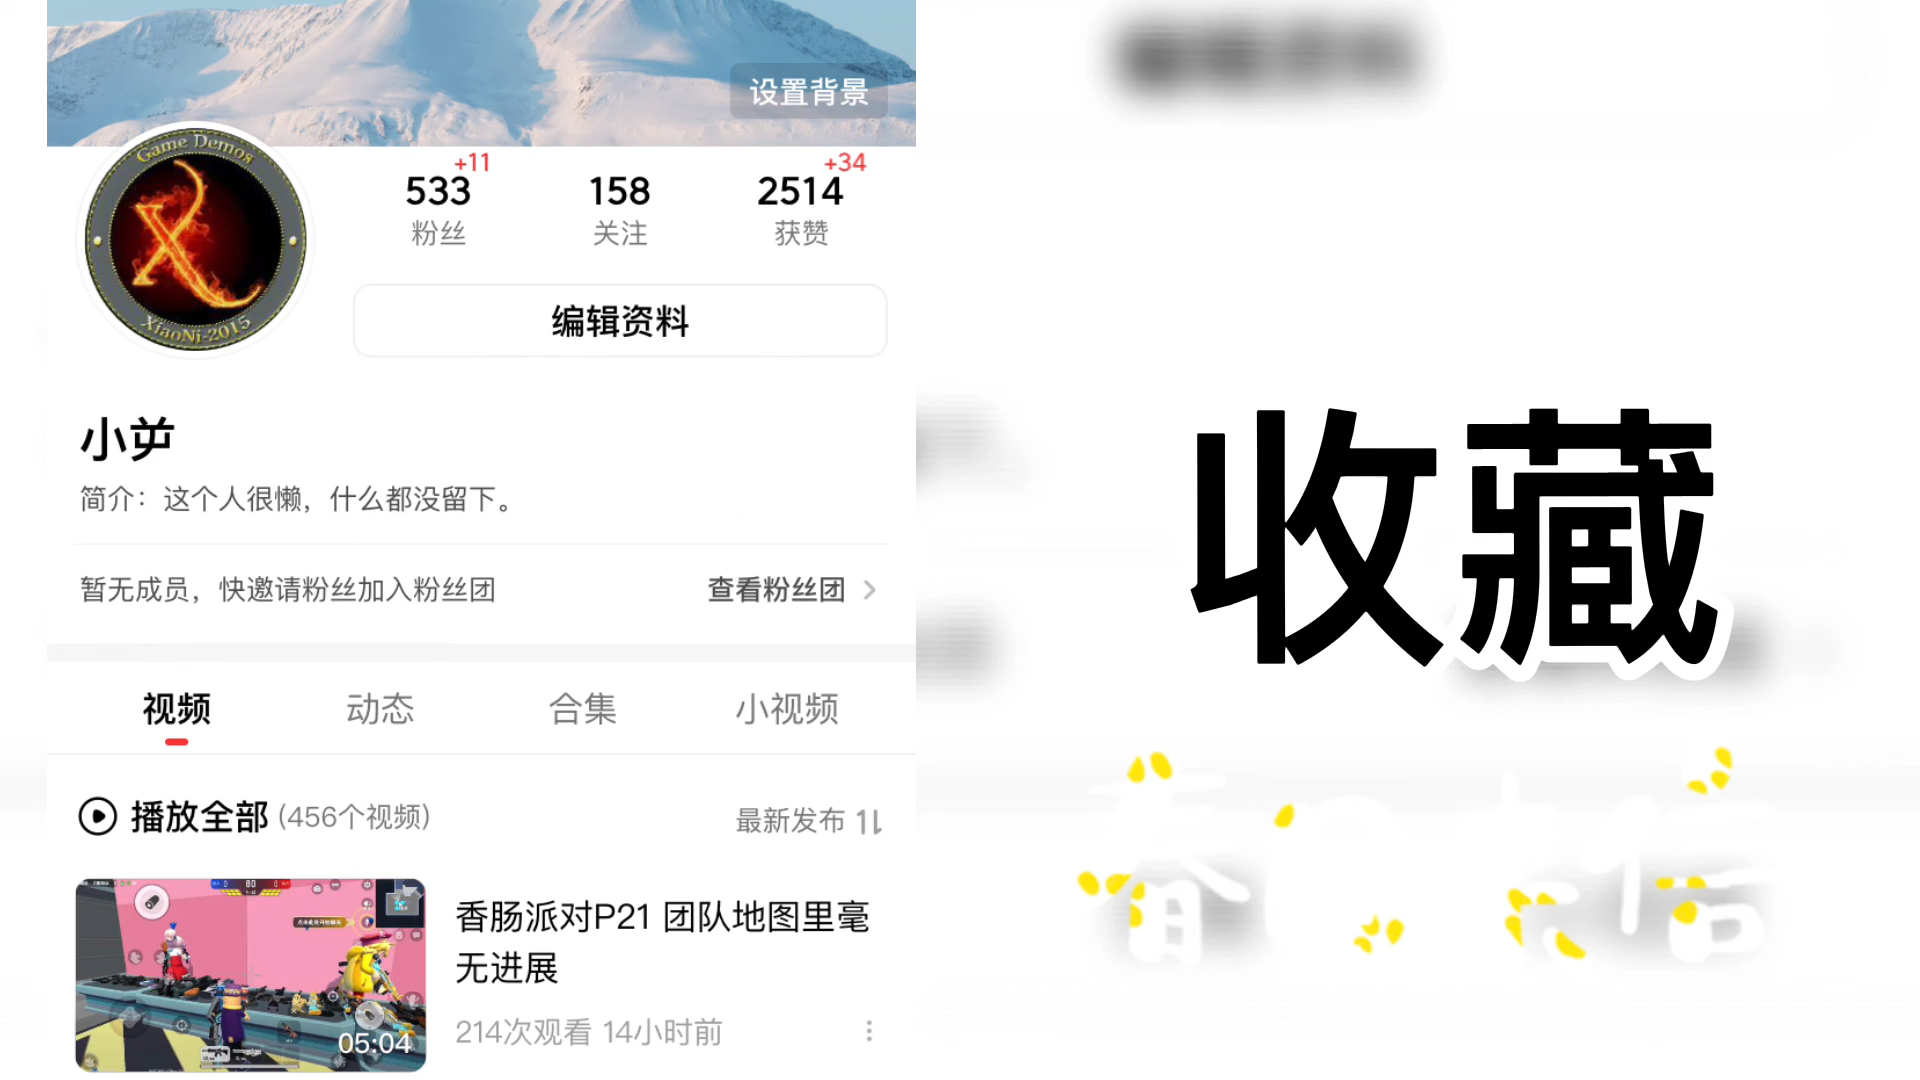 设置背景
Game Demos
XiaoNi-2015
+11
+34
533
158
2514
粉丝
关注
获赞
编辑资料
小屰
简介：这个人很懒，什么都没留下。
暂无成员，快邀请粉丝加入粉丝团
查看粉丝团
视频
动态
合集
小视频
播放全部 (456个视频)
最新发布
香肠派对P21 团队地图里毫
无进展
214次观看 14小时前
05:04
80
收藏